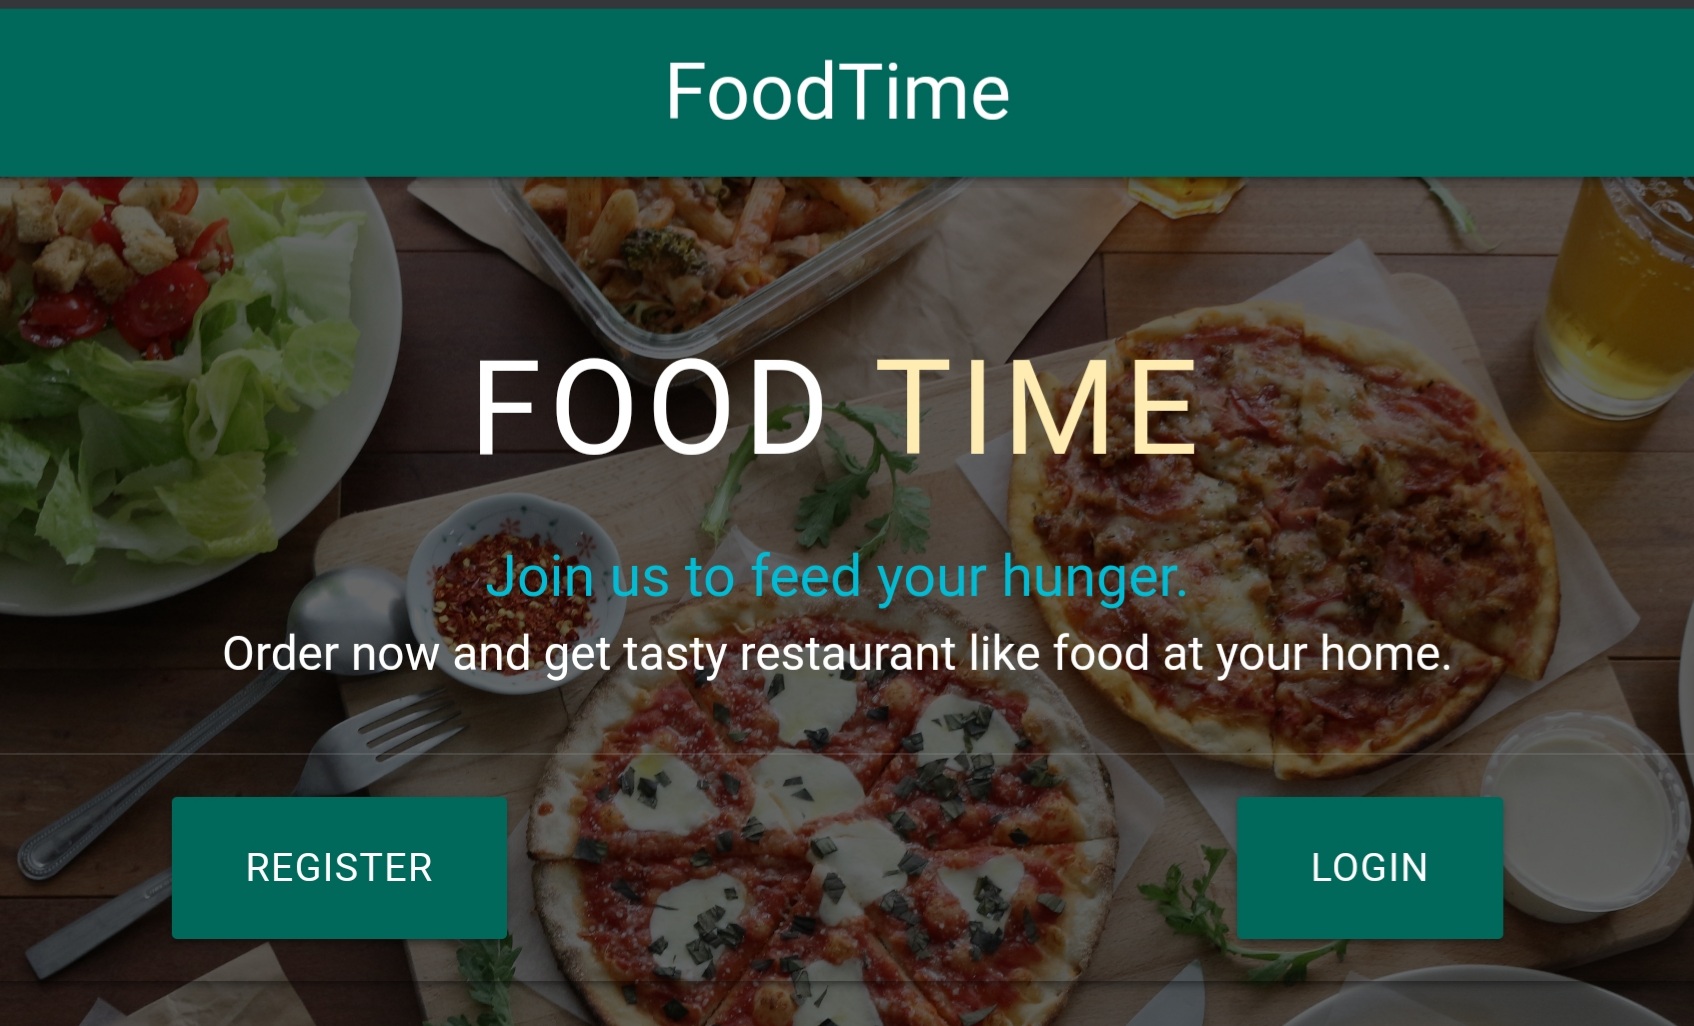 FoodTime
FOOD TIME
Join us to feed your hunger.
Order now and get tasty restaurant like food at your home.
REGISTER
LOGIN